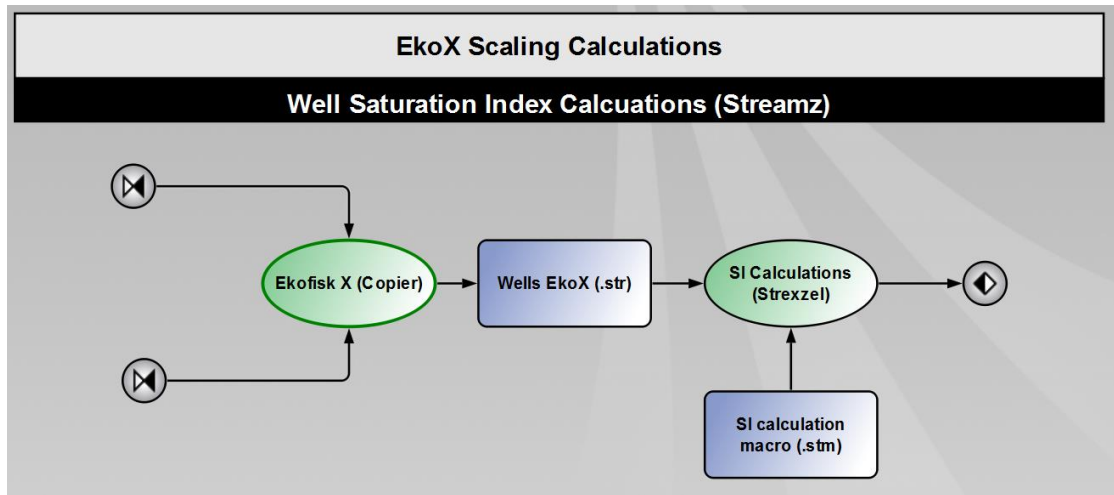 EkoX Scaling Calculations
Well Saturation Index Calcuations (Streamz)
Ekofisk X (Copier)
Wells EkoX (.str)
SI Calculations
(Strexzel)
SI calculation
macro (.stm)